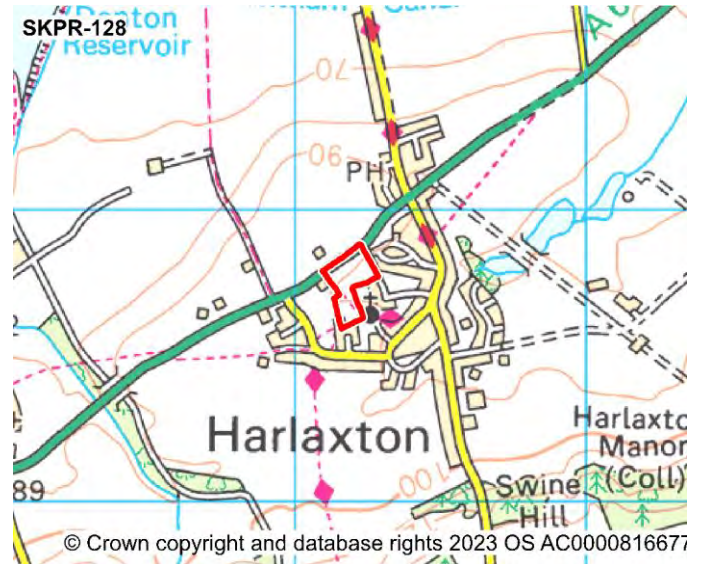 SKPR-128
Reservoir
70
90
PH
Harlaxton
Manor
(Coll)
Harlaxton
100
Swine
Hill
89
© Crown copyright and database rights 2023 OS AC0000816677